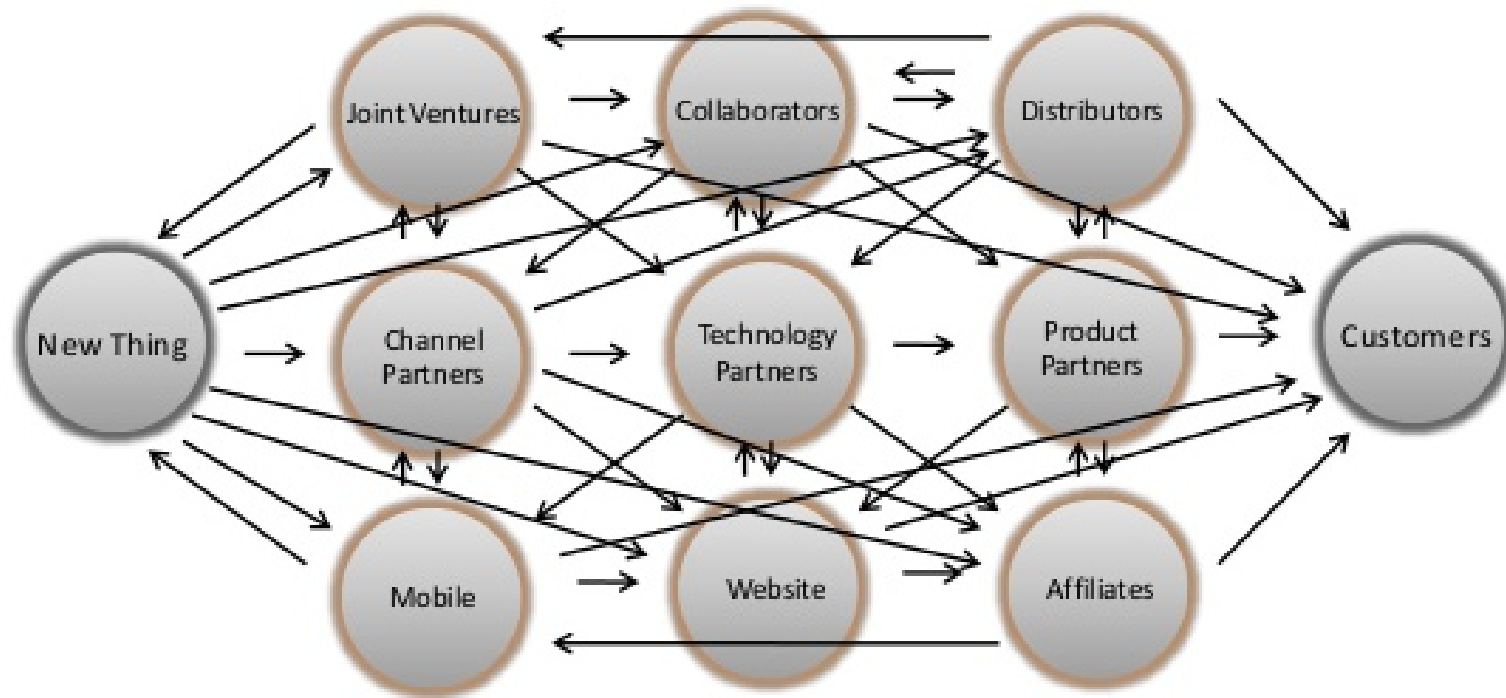 Joint Ventures
Collaborators
Distributors
New Thing
Channel
Partners
Technology
Partners
Product
Partners
Customers
Mobile
Website
Affiliates